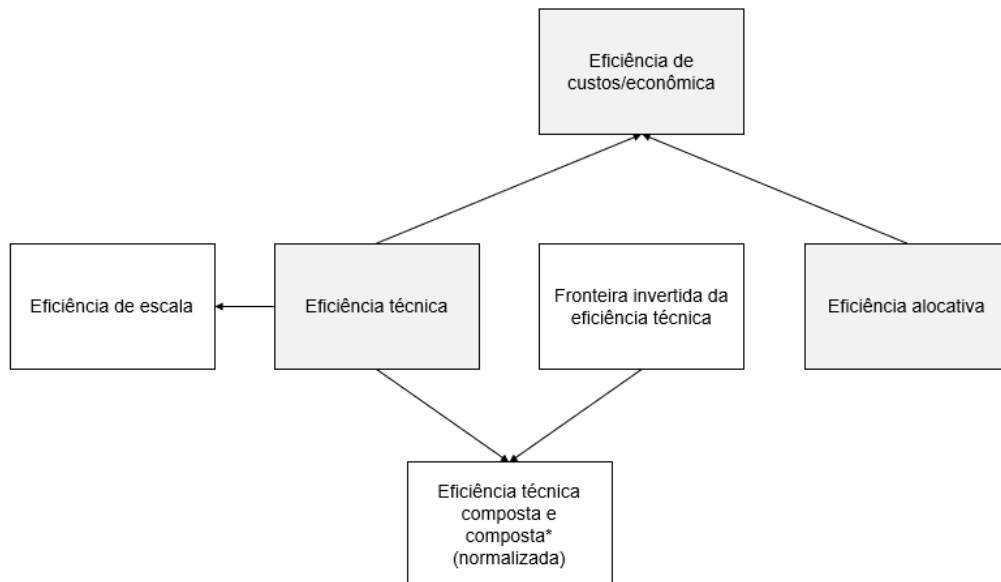 Eficiência de
custos/econômica
Eficiência de escala
Eficiência técnica
Fronteira invertida da
eficiência técnica
Eficiência alocativa
Eficiência técnica
composta e
composta*
(normalizada)